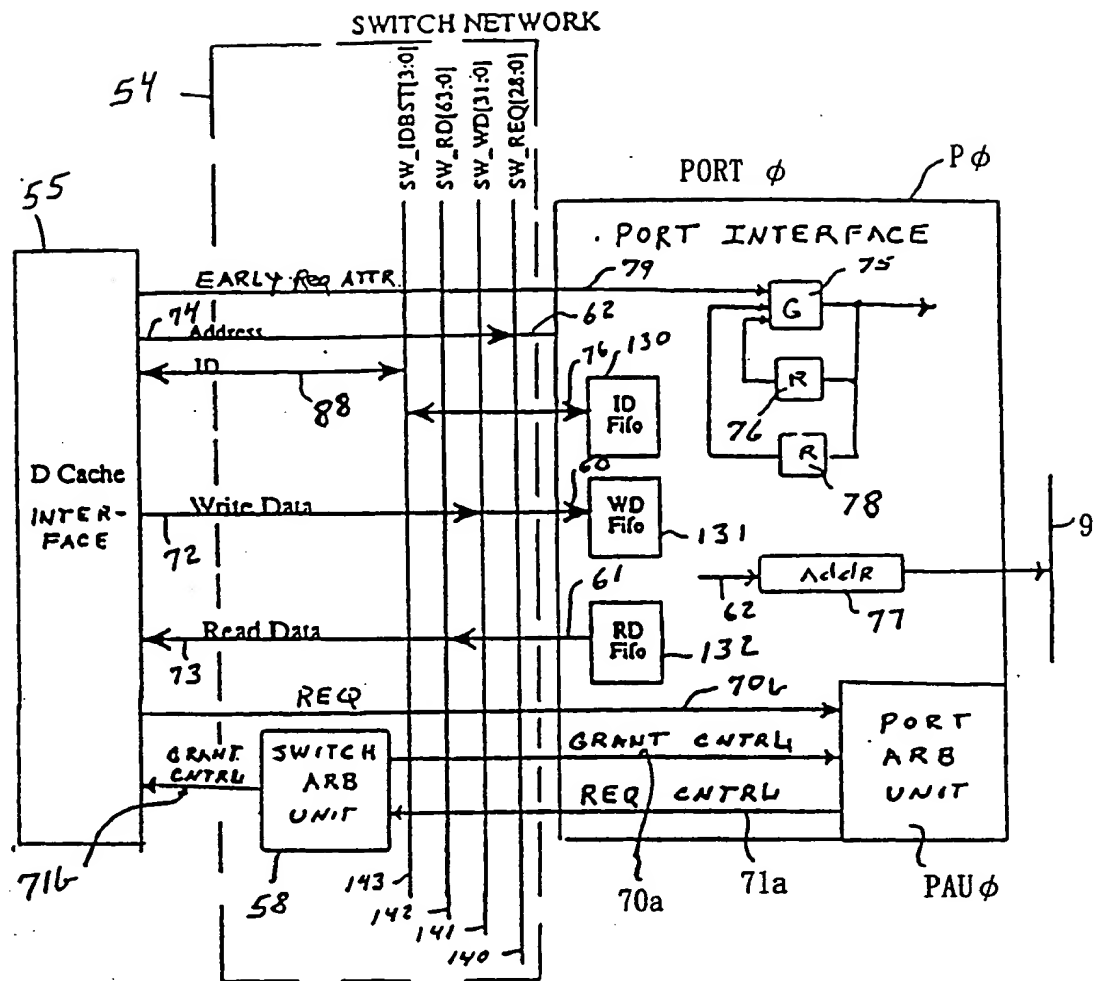 SWITCH NETWORK
54
SW_IDBST[3:0]
SW_RD[63:0]
SW_WD[31:0]
SW_REQ[28:0]
PORT φ
Pφ
55
. PORT INTERFACE
75
EARLY Req ATTR.
79
G
74
Address
62
ID
88
76
130
R
76
ID
Fifo
R
78
D Cache
INTER-
FACE
Write Data
72
60
WD
Fifo
131
9
AddR
62
77
Read Data
73
61
RD
Fifo
132
REQ
70b
PORT
ARB
UNIT
GRANT
CNTRL
SWITCH
ARB
UNIT
GRANT CNTRL
REQ CNTRL
71b
58
143
142
141
140
70a
71a
PAUφ